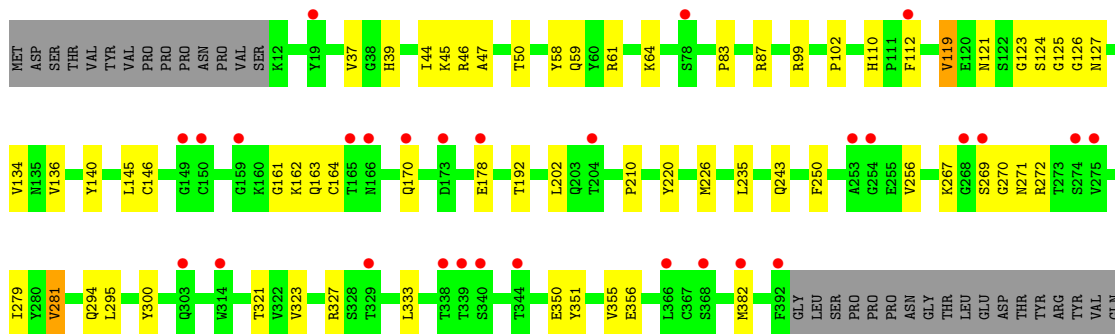 MET ASP SER THR VAL TYR VAL PRO PRO PRO ASN PRO VAL SER K12 Y19 V37 G38 H39 I44 K45 R46 A47 T50 Y58 Q59 Y60 R61 K64 S78 P83 R87 R99 P102 H110 P111 F112 V119 E120 N121 S122 G123 S124 G125 G126 N127
V134 N135 V136 Y140 L145 C146 G149 C150 G159 K160 G161 K162 Q163 C164 T165 N166 Q170 D173 E178 T192 L202 Q203 T204 P210 Y220 M226 L235 Q243 F250 A253 G254 E255 V256 K267 G268 S269 G270 N271 R272 T273 S274 V275
I279 Y280 V281 Q294 L295 Y300 Q303 W314 T321 V322 V323 R327 S328 T329 L333 T338 T339 S340 T344 E350 Y351 V355 E356 L366 C367 S368 M382 F392 GLY LEU SER PRO PRO PRO ASN GLY THR LEU GLU ASP THR TYR ARG TYR VAL